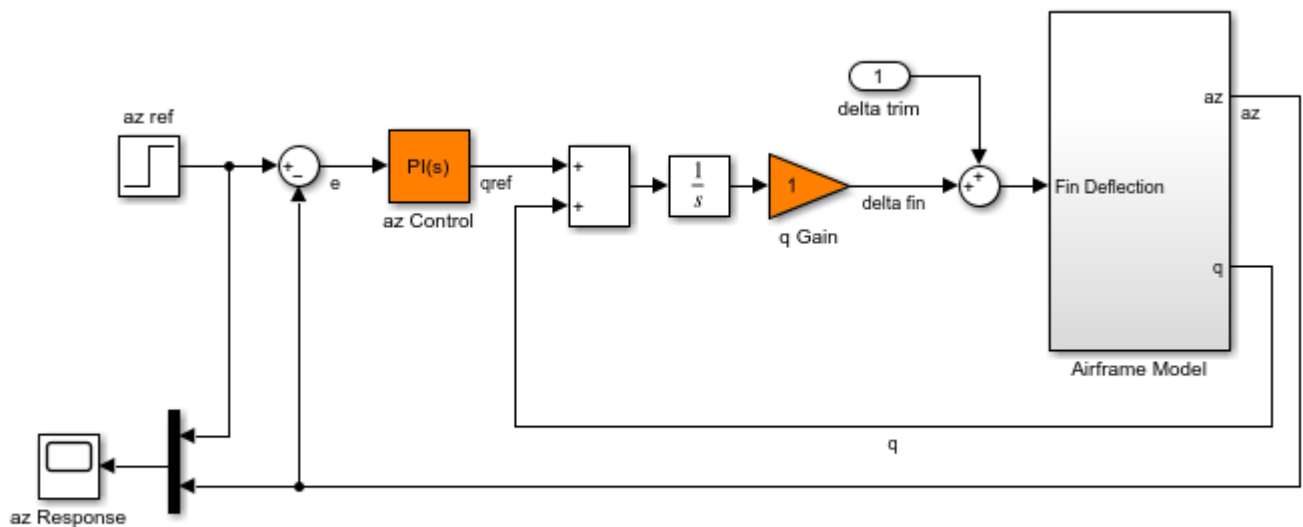 az ref
+
−
e
PI(s)
az Control
qref
+
+
1
s
1
q Gain
delta fin
1
delta trim
+
+
Fin Deflection
az
q
Airframe Model
az
q
az Response